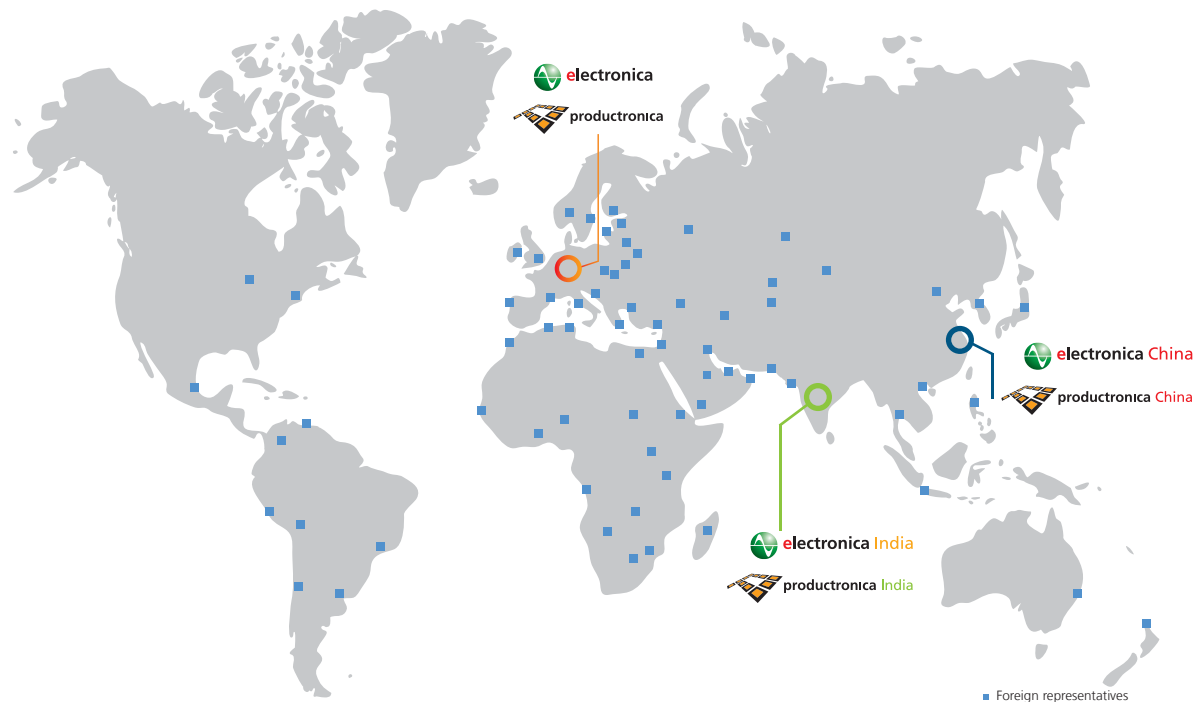 electronica
productronica
electronica China
productronica China
electronica India
productronica India
Foreign representatives